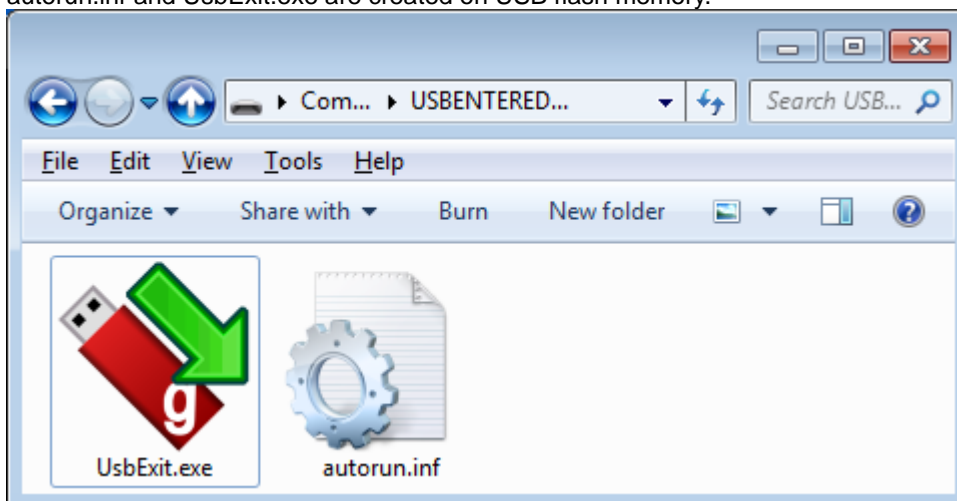 autorun.inf and UsbExit.exe are created on USB flash memory.
Com... USBENTERED... Search USB...
File Edit View Tools Help
Organize Share with Burn New folder
g
UsbExit.exe autorun.inf